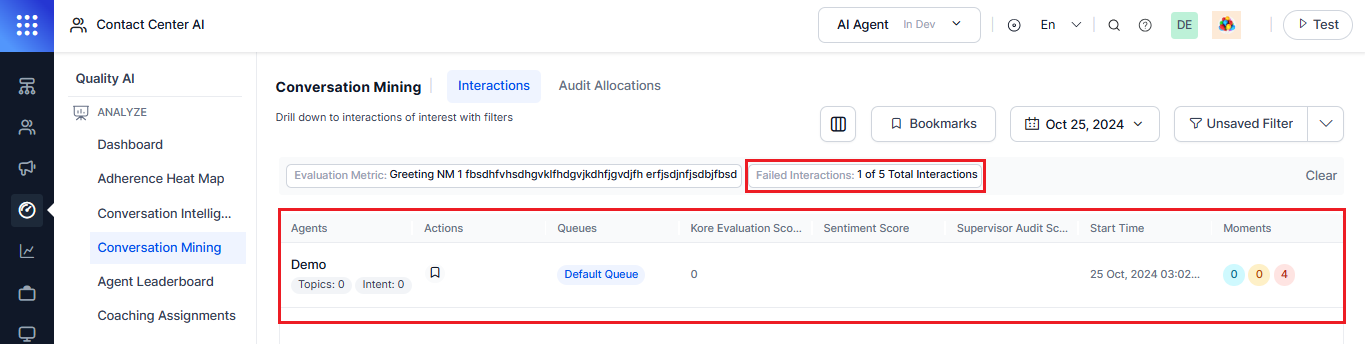 Contact Center AI
AI Agent In Dev
En
DE
Test
Quality AI
ANALYZE
Dashboard
Adherence Heat Map
Conversation Intellig...
Conversation Mining
Agent Leaderboard
Coaching Assignments
Conversation Mining
Interactions
Audit Allocations
Drill down to interactions of interest with filters
Bookmarks
Oct 25, 2024
Unsaved Filter
Evaluation Metric: Greeting NM 1 fbsdhfvhsdhgvklfhdgvjkdhfjgvdjfh erfjsdjnfjsdbjfbsd
Failed Interactions: 1 of 5 Total Interactions
Clear
Agents Actions Queues Kore Evaluation Sco... Sentiment Score Supervisor Audit Sc... Start Time Moments
Demo
Topics: 0 Intent: 0
Default Queue
0
25 Oct, 2024 03:02...
0 0 4